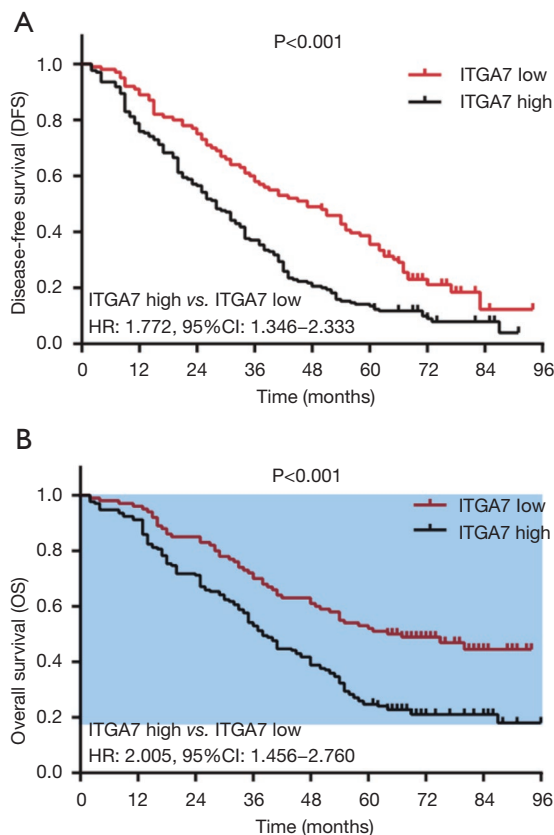 A
P<0.001
ITGA7 low
ITGA7 high
Disease-free survival (DFS)
1.0
0.8
0.6
0.4
0.2
0.0
ITGA7 high vs. ITGA7 low
HR: 1.772, 95%CI: 1.346–2.333
0 12 24 36 48 60 72 84 96
Time (months)
B
P<0.001
ITGA7 low
ITGA7 high
Overall survival (OS)
1.0
0.8
0.6
0.4
0.2
0.0
ITGA7 high vs. ITGA7 low
HR: 2.005, 95%CI: 1.456–2.760
0 12 24 36 48 60 72 84 96
Time (months)